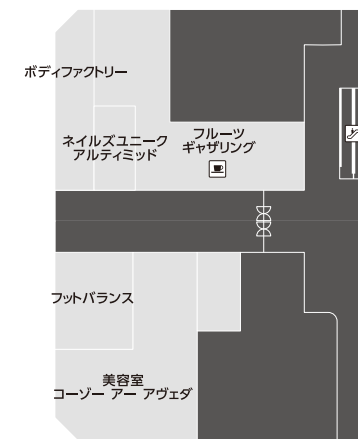 ボディファクトリー
ネイルズユニーク
アルティミッド
フルーツ
ギャザリング
フットバランス
美容室
コーゾー アー アヴェダ